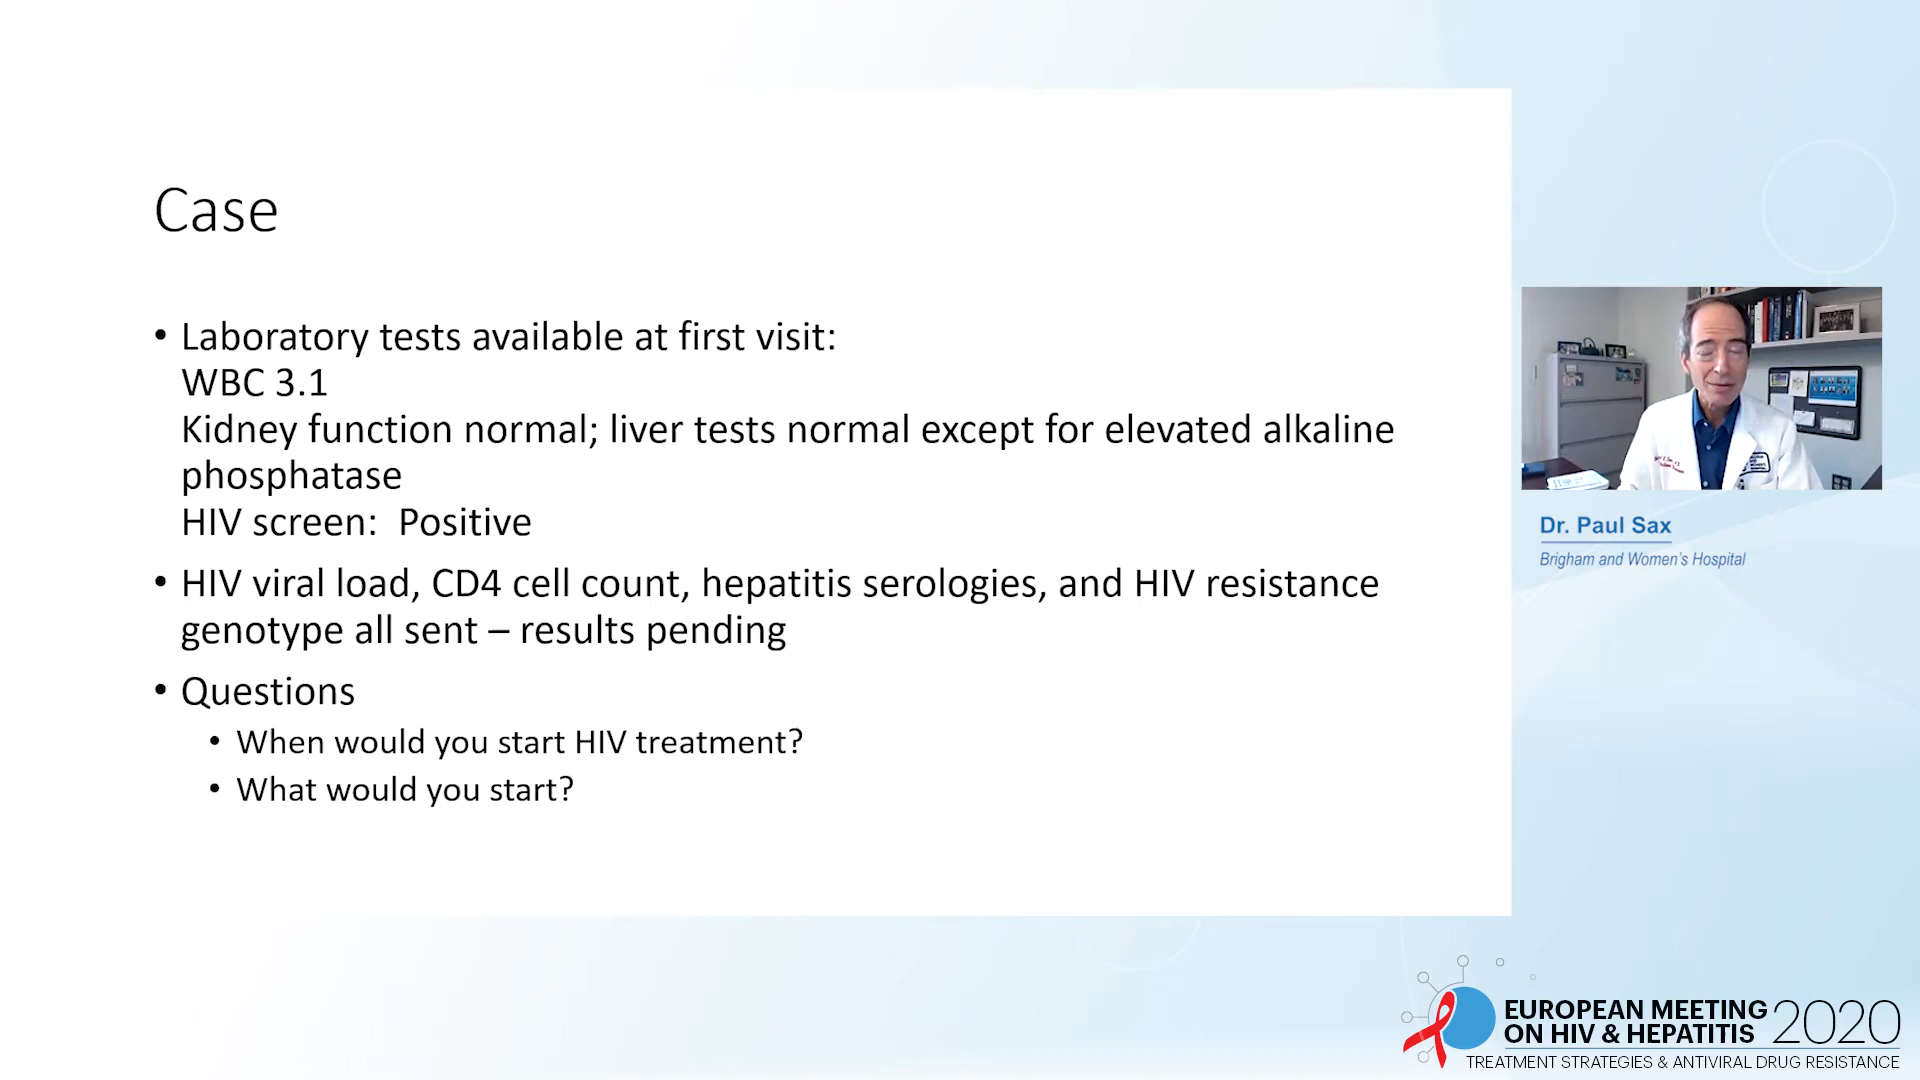 Case
• Laboratory tests available at first visit:
WBC 3.1
Kidney function normal; liver tests normal except for elevated alkaline
phosphatase
HIV screen: Positive
• HIV viral load, CD4 cell count, hepatitis serologies, and HIV resistance
genotype all sent – results pending
• Questions
• When would you start HIV treatment?
• What would you start?
Dr. Paul Sax
Brigham and Women's Hospital
EUROPEAN MEETING
ON HIV & HEPATITIS 2020
TREATMENT STRATEGIES & ANTIVIRAL DRUG RESISTANCE